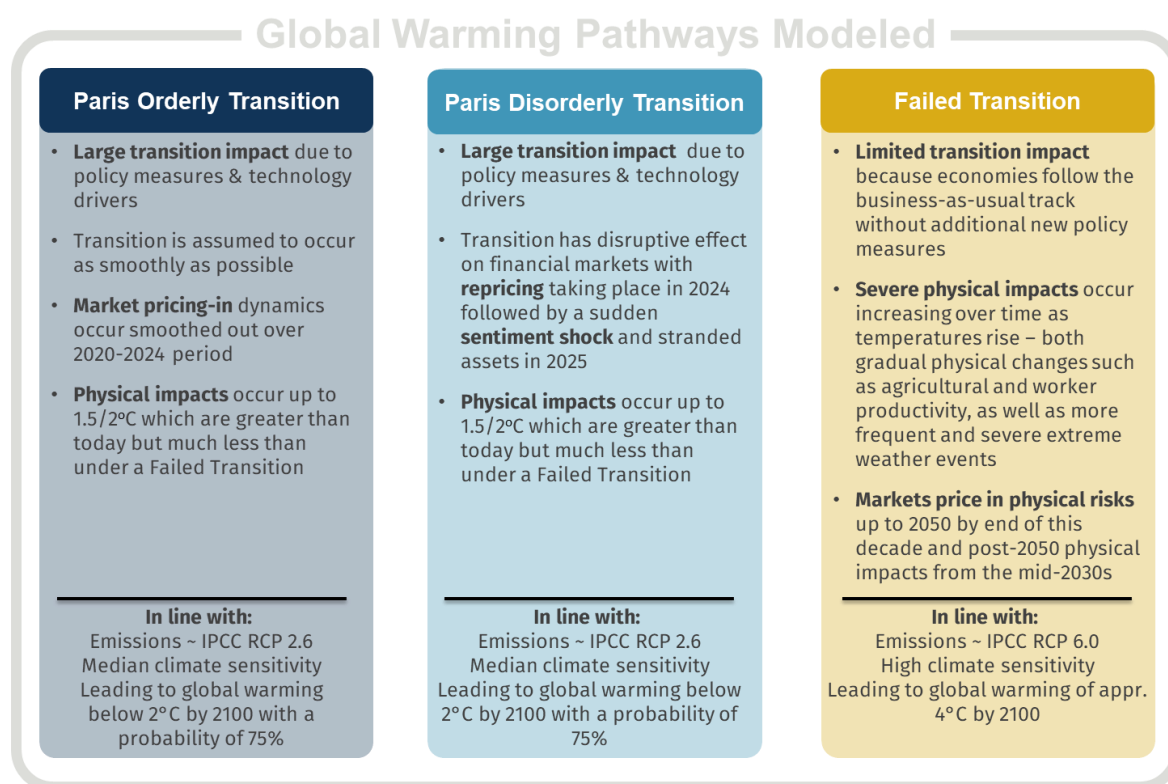 Global Warming Pathways Modeled
Paris Orderly Transition
• Large transition impact due to
policy measures & technology
drivers
• Transition is assumed to occur
as smoothly as possible
• Market pricing-in dynamics
occur smoothed out over
2020-2024 period
• Physical impacts occur up to
1.5/2ºC which are greater than
today but much less than
under a Failed Transition
In line with:
Emissions ~ IPCC RCP 2.6
Median climate sensitivity
Leading to global warming
below 2°C by 2100 with a
probability of 75%
Paris Disorderly Transition
• Large transition impact due to
policy measures & technology
drivers
• Transition has disruptive effect
on financial markets with
repricing taking place in 2024
followed by a sudden
sentiment shock and stranded
assets in 2025
• Physical impacts occur up to
1.5/2ºC which are greater than
today but much less than
under a Failed Transition
In line with:
Emissions ~ IPCC RCP 2.6
Median climate sensitivity
Leading to global warming below
2°C by 2100 with a probability of
75%
Failed Transition
• Limited transition impact
because economies follow the
business-as-usual track
without additional new policy
measures
• Severe physical impacts occur
increasing over time as
temperatures rise – both
gradual physical changes such
as agricultural and worker
productivity, as well as more
frequent and severe extreme
weather events
• Markets price in physical risks
up to 2050 by end of this
decade and post-2050 physical
impacts from the mid-2030s
In line with:
Emissions ~ IPCC RCP 6.0
High climate sensitivity
Leading to global warming of appr.
4°C by 2100